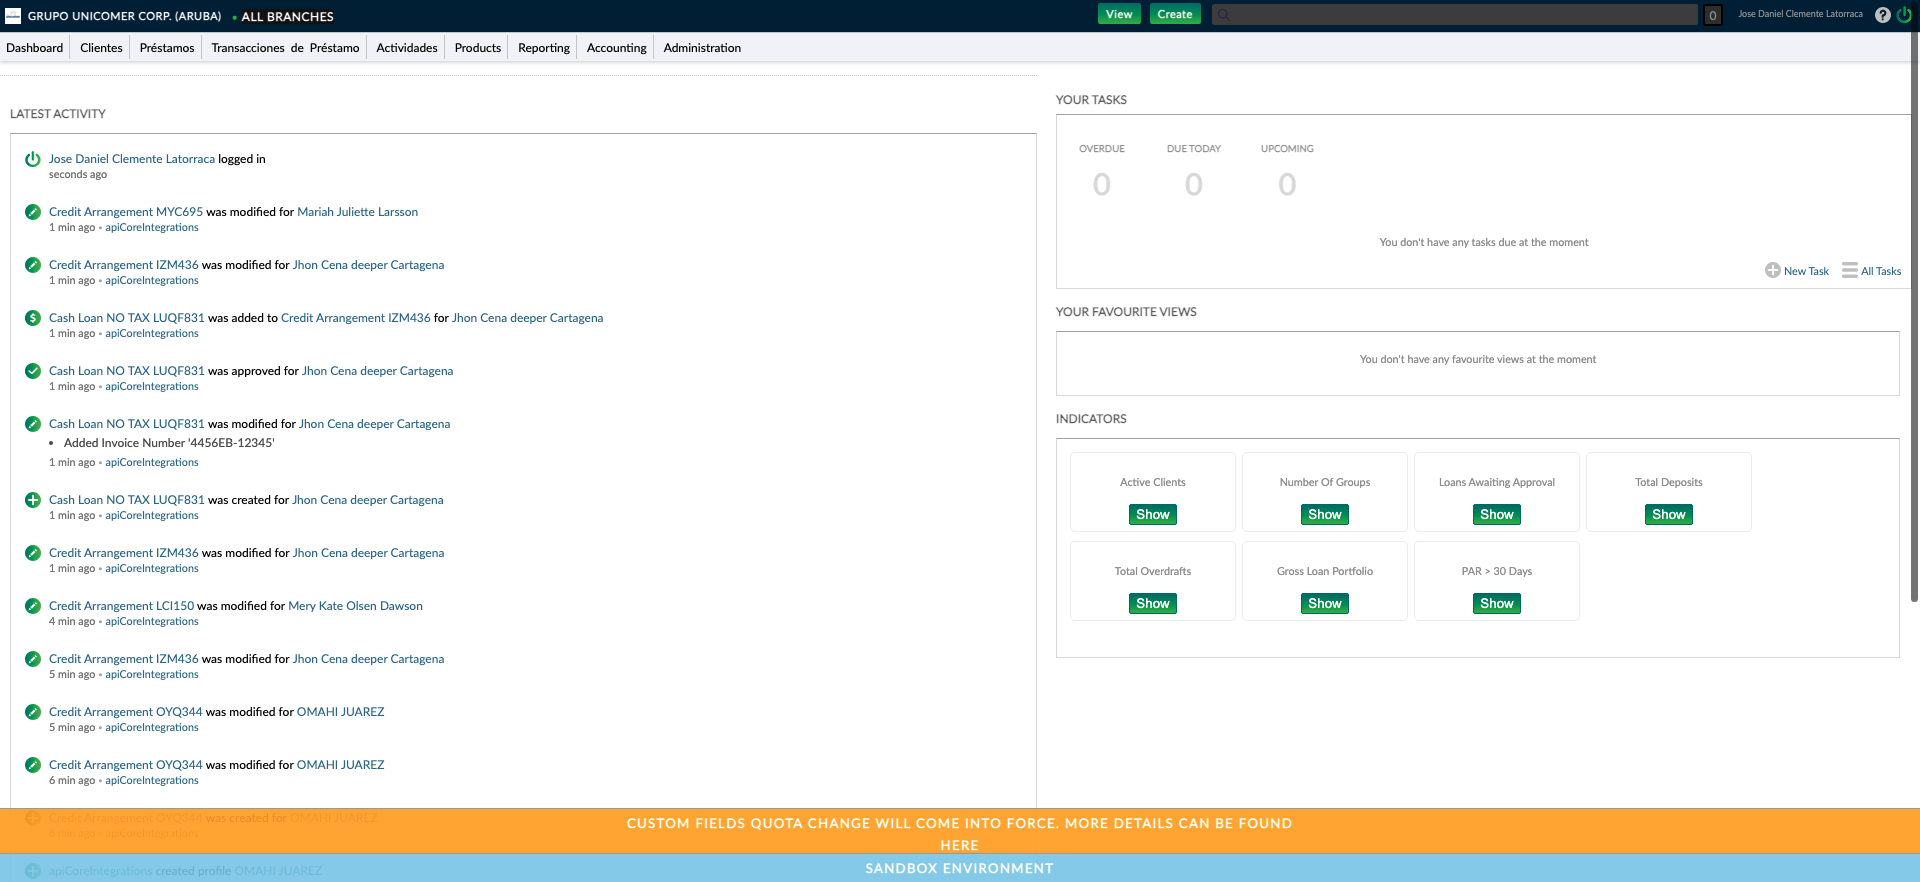 GRUPO UNICOMER CORP. (ARUBA) • ALL BRANCHES
View Create 0 Jose Daniel Clemente Latorraca ?
Dashboard Clientes Préstamos Transacciones de Préstamo Actividades Products Reporting Accounting Administration
LATEST ACTIVITY
Jose Daniel Clemente Latorraca logged in
seconds ago
Credit Arrangement MYC695 was modified for Mariah Juliette Larsson
1 min ago • apiCoreIntegrations
Credit Arrangement IZM436 was modified for Jhon Cena deeper Cartagena
1 min ago • apiCoreIntegrations
Cash Loan NO TAX LUQF831 was added to Credit Arrangement IZM436 for Jhon Cena deeper Cartagena
1 min ago • apiCoreIntegrations
Cash Loan NO TAX LUQF831 was approved for Jhon Cena deeper Cartagena
1 min ago • apiCoreIntegrations
Cash Loan NO TAX LUQF831 was modified for Jhon Cena deeper Cartagena
• Added Invoice Number '4456EB-12345'
1 min ago • apiCoreIntegrations
Cash Loan NO TAX LUQF831 was created for Jhon Cena deeper Cartagena
1 min ago • apiCoreIntegrations
Credit Arrangement IZM436 was modified for Jhon Cena deeper Cartagena
1 min ago • apiCoreIntegrations
Credit Arrangement LCI150 was modified for Mery Kate Olsen Dawson
4 min ago • apiCoreIntegrations
Credit Arrangement IZM436 was modified for Jhon Cena deeper Cartagena
5 min ago • apiCoreIntegrations
Credit Arrangement OYQ344 was modified for OMAHI JUAREZ
5 min ago • apiCoreIntegrations
Credit Arrangement OYQ344 was modified for OMAHI JUAREZ
6 min ago • apiCoreIntegrations
Credit Arrangement OYQ344 was created for OMAHI JUAREZ
6 min ago • apiCoreIntegrations
apiCoreIntegrations created profile OMAHI JUAREZ
YOUR TASKS
OVERDUE DUE TODAY UPCOMING
0 0 0
You don't have any tasks due at the moment
New Task All Tasks
YOUR FAVOURITE VIEWS
You don't have any favourite views at the moment
INDICATORS
Active Clients Number Of Groups Loans Awaiting Approval Total Deposits
Show Show Show Show
Total Overdrafts Gross Loan Portfolio PAR > 30 Days
Show Show Show
CUSTOM FIELDS QUOTA CHANGE WILL COME INTO FORCE. MORE DETAILS CAN BE FOUND
HERE
SANDBOX ENVIRONMENT